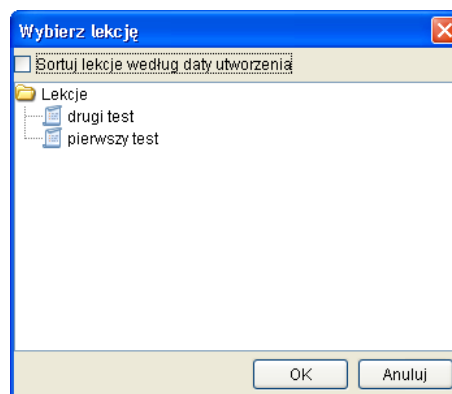 Wybierz lekcję
Sortuj lekcje według daty utworzenia
Lekcje
drugi test
pierwszy test
OK Anuluj